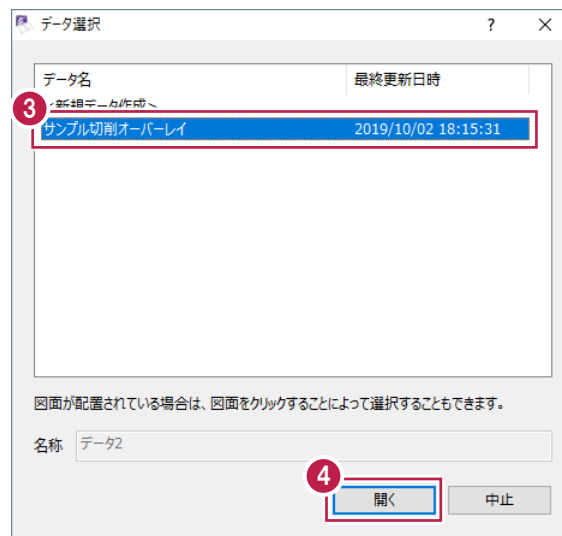 データ選択 ? ×
データ名 最終更新日時
3 <新規データ作成>
サンプル切削オーバーレイ 2019/10/02 18:15:31
図面が配置されている場合は、図面をクリックすることによって選択することもできます。
名称 データ2
4
開く 中止